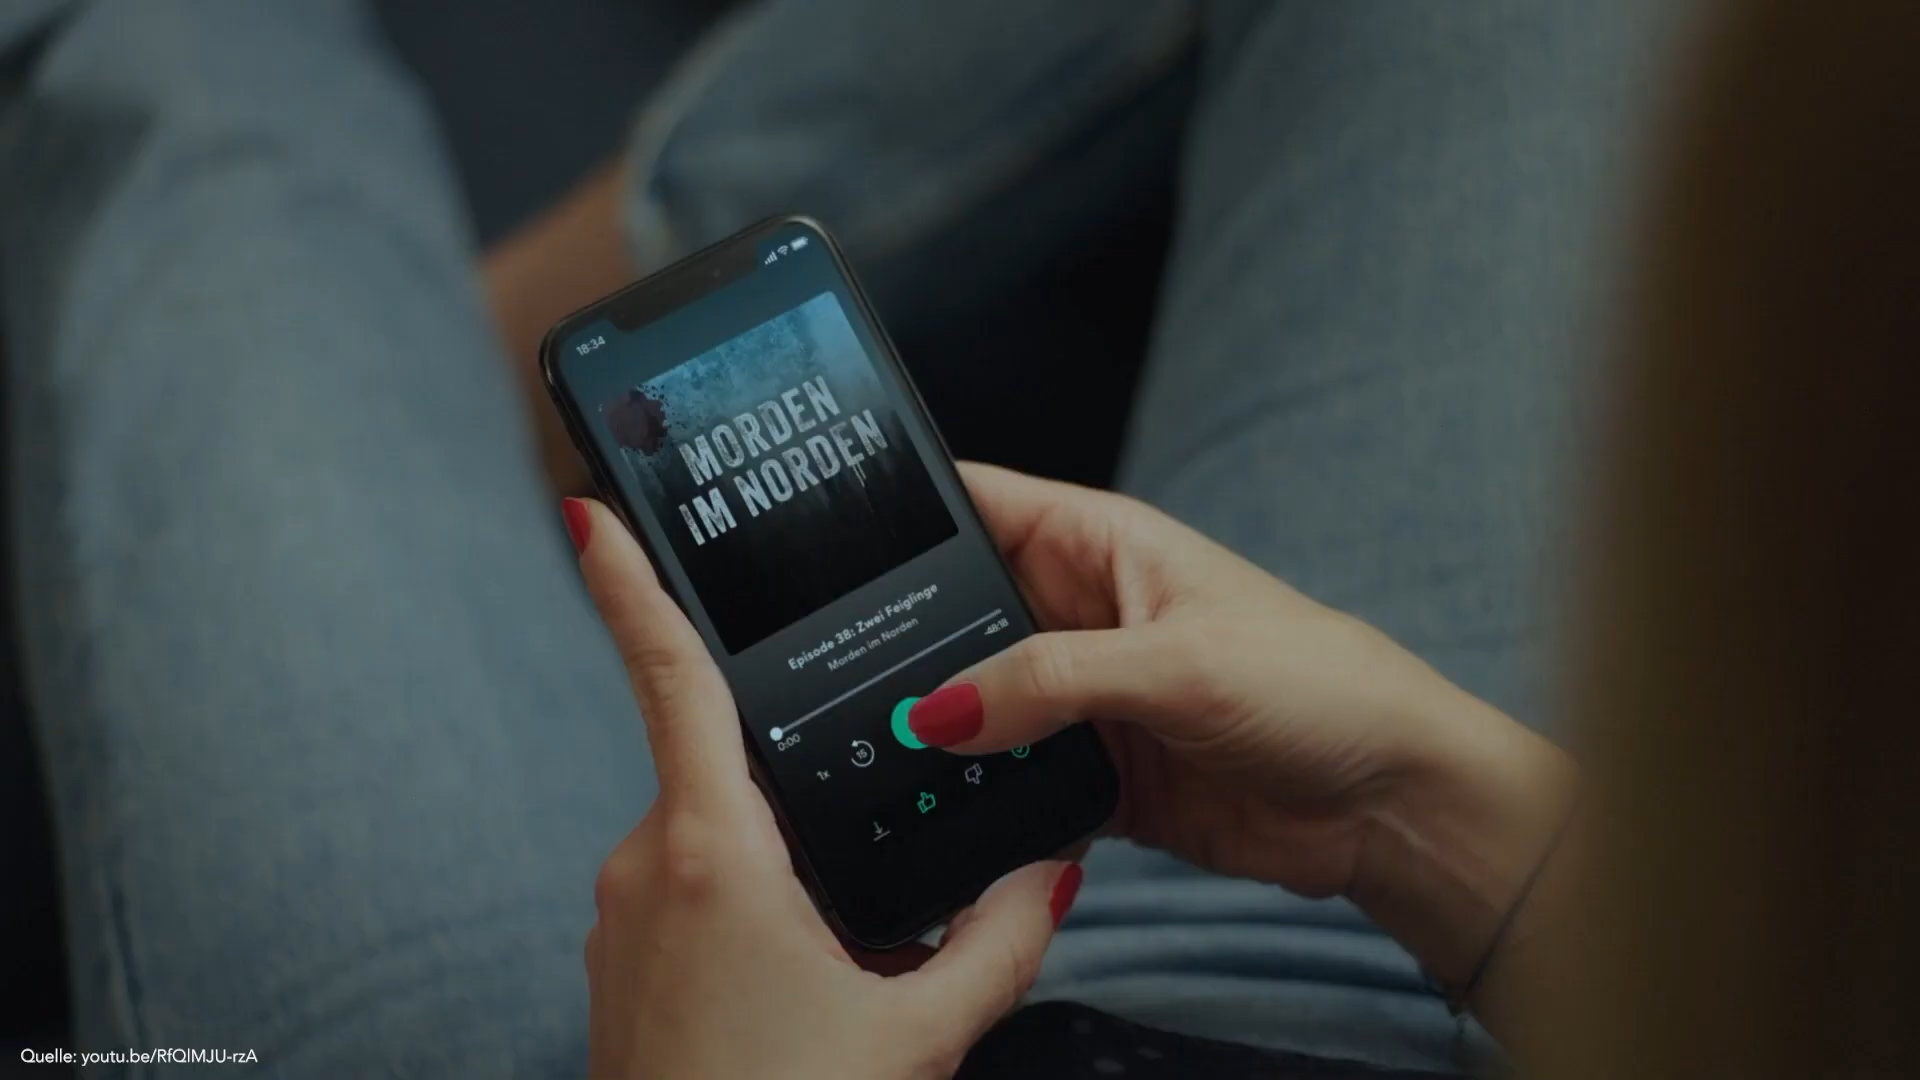 18:34
MORDEN
IM NORDEN
Episode 38: Zwei Feiglinge
Morden im Norden
0:00
-48:18
1x
15
Quelle: youtu.be/RfQlMJU-rzA